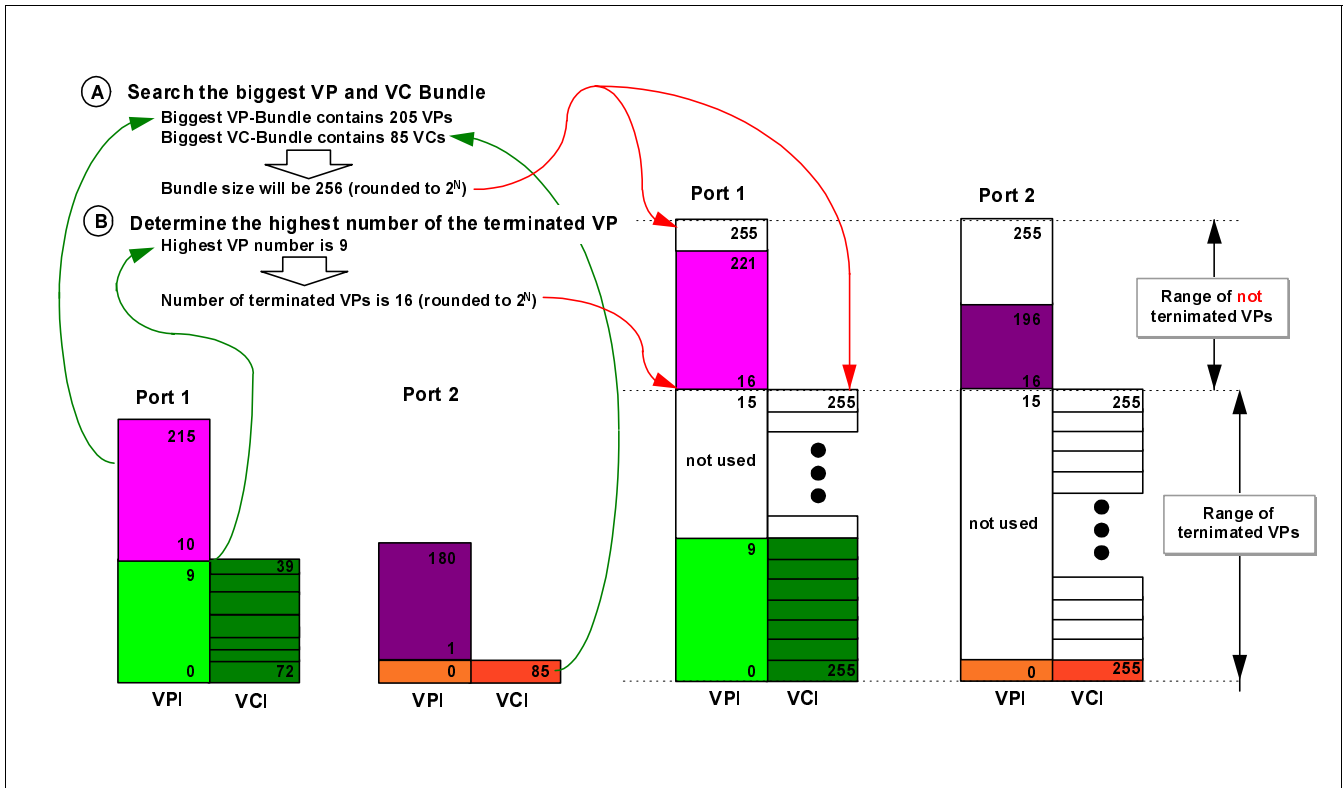 A Search the biggest VP and VC Bundle
Biggest VP-Bundle contains 205 VPs
Biggest VC-Bundle contains 85 VCs
Bundle size will be 256 (rounded to 2^N)
B Determine the highest number of the terminated VP
Highest VP number is 9
Number of terminated VPs is 16 (rounded to 2^N)
Port 1
215
10
9
0
39
72
VPI
VCI
Port 2
180
1
0
85
VPI
VCI
Port 1
255
221
16
15
255
not used
9
0
255
VPI
VCI
Port 2
255
196
16
15
255
not used
0
255
VPI
VCI
Range of not
ternimated VPs
Range of
ternimated VPs